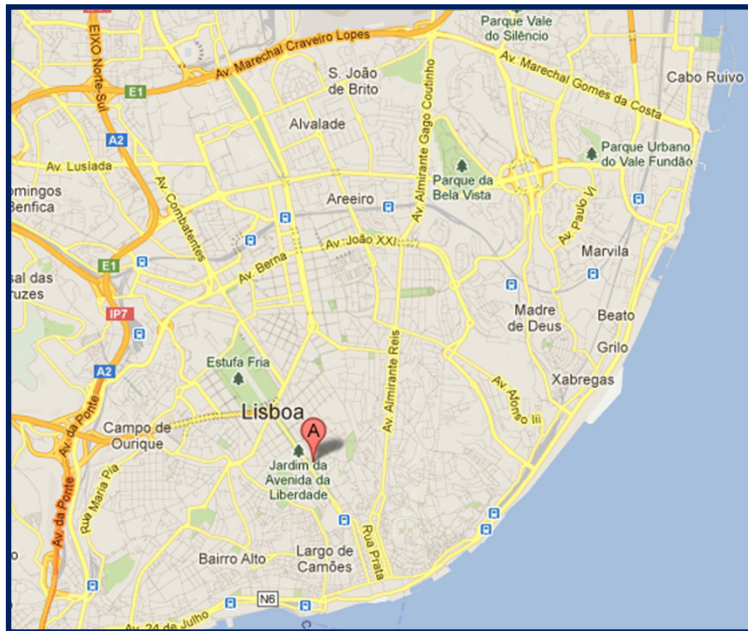 Parque Vale
do Silêncio
EIXO Norte-Sul
Av. Marechal Craveiro Lopes
S. João
de Brito
Cabo Ruivo
E1
Av. Marechal Gomes da Costa
Alvalade
A2
Av. Almirante Gago Coutinho
Parque Urbano
do Vale Fundão
Av. Lusíada
Parque da
Bela Vista
Av. Combatentes
omingos
Benfica
Areeiro
Av. Paulo VI
Av. João XXI
Marvila
Av. Berna
E1
sal das
ruzes
IP7
Madre
de Deus
Beato
Grilo
Estufa Fria
Av. Almirante Reis
A2
Xabregas
Av. Afonso Iii
Lisboa
Campo de
Ourique
A
Av. da Ponte
Jardim da
Avenida da
Liberdade
Rua Maria Pia
Av. da Ponte
Rua Prata
Bairro Alto
Largo de
Camões
N6
Av. 24 de Julho